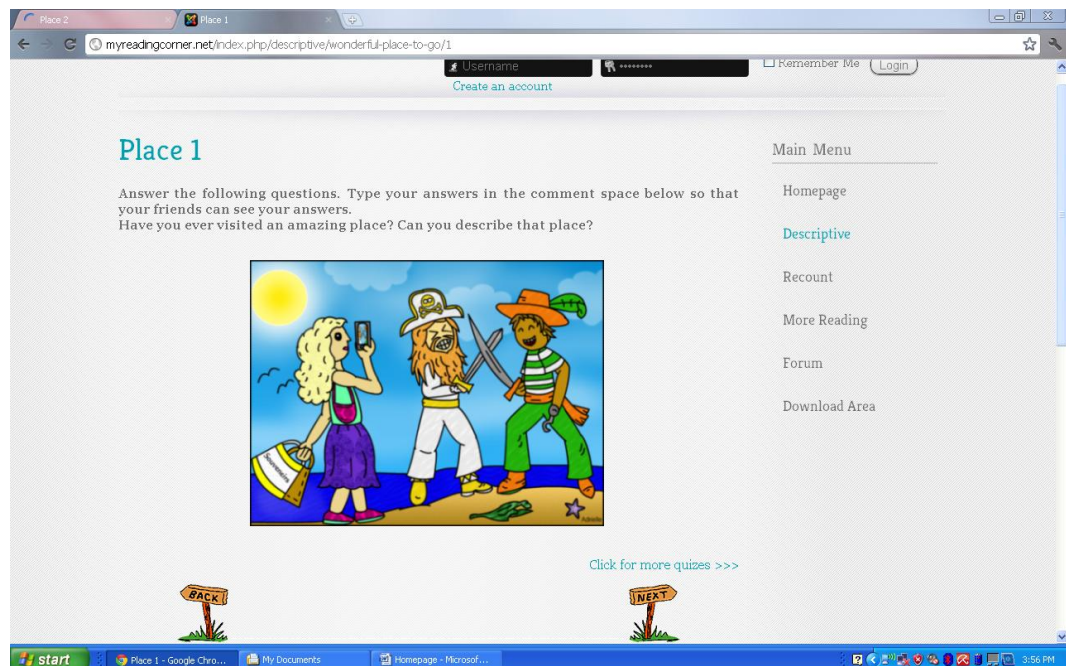 Place 2
Place 1
myreadingcorner.net/index.php/descriptive/wonderful-place-to-go/1
Username
Remember Me
Login
Create an account
Place 1
Answer the following questions. Type your answers in the comment space below so that
your friends can see your answers.
Have you ever visited an amazing place? Can you describe that place?
Souvenirs
Click for more quizes >>>
BACK
NEXT
Main Menu
Homepage
Descriptive
Recount
More Reading
Forum
Download Area
start
Place 1 - Google Chro...
My Documents
Homepage - Microsof...
3:56 PM